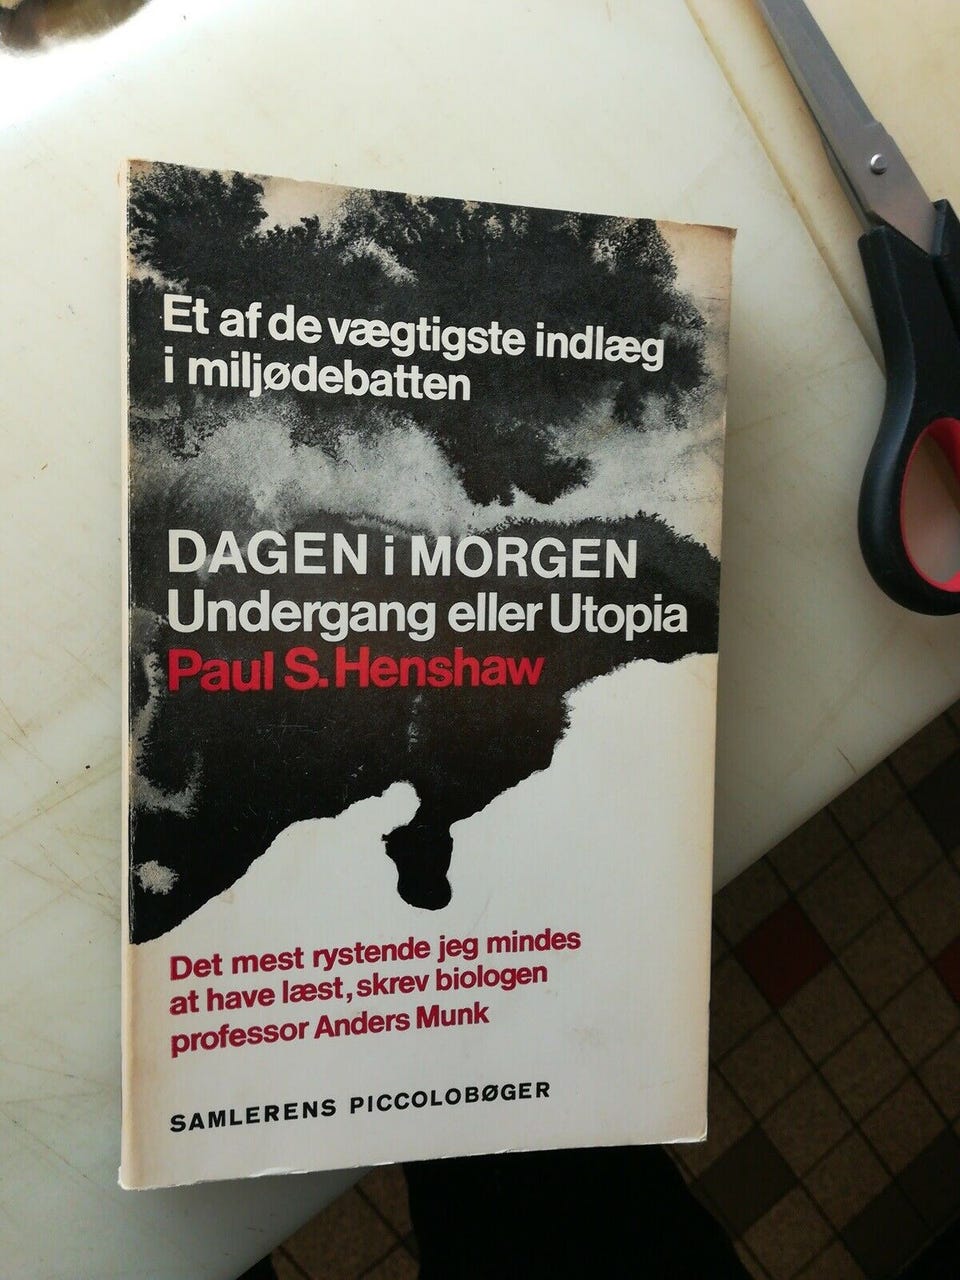 Et af de vægtigste indlæg
i miljødebatten
DAGEN i MORGEN
Undergang eller Utopia
Paul S. Henshaw
Det mest rystende jeg mindes
at have læst, skrev biologen
professor Anders Munk
SAMLERENS PICCOLOBØGER